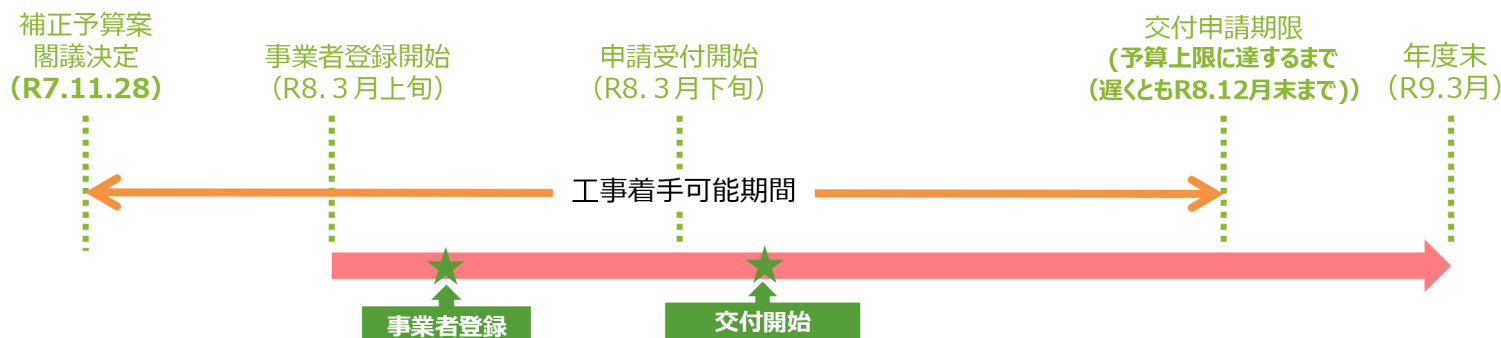 補正予算案
閣議決定
（R7.11.28）
事業者登録開始
（R8.３月上旬）
申請受付開始
（R8.３月下旬）
交付申請期限
(予算上限に達するまで
（遅くともR8.12月末まで)）
年度末
（R9.3月）
工事着手可能期間
事業者登録
交付開始